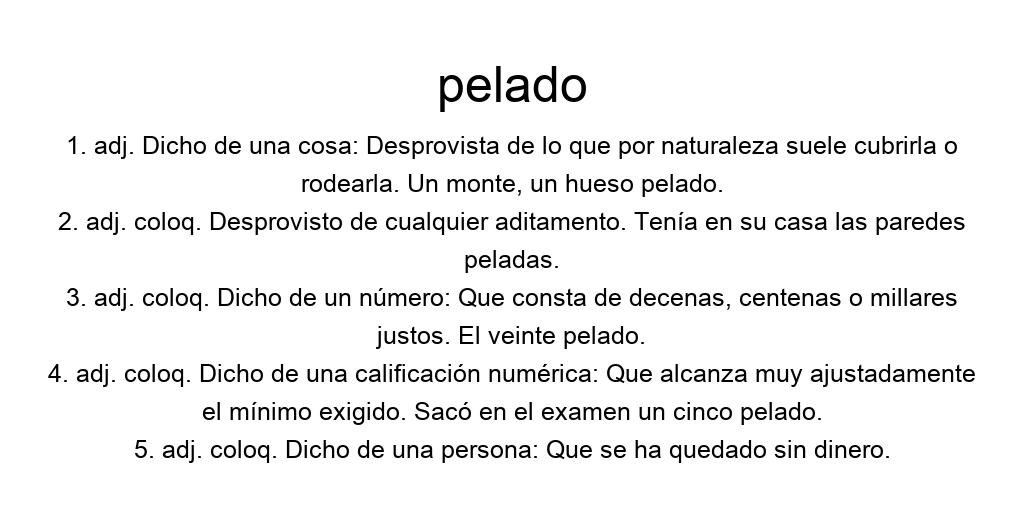 pelado
1. adj. Dicho de una cosa: Desprovista de lo que por naturaleza suele cubrirla o
rodearla. Un monte, un hueso pelado.
2. adj. coloq. Desprovisto de cualquier aditamento. Tenía en su casa las paredes
peladas.
3. adj. coloq. Dicho de un número: Que consta de decenas, centenas o millares
justos. El veinte pelado.
4. adj. coloq. Dicho de una calificación numérica: Que alcanza muy ajustadamente
el mínimo exigido. Sacó en el examen un cinco pelado.
5. adj. coloq. Dicho de una persona: Que se ha quedado sin dinero.